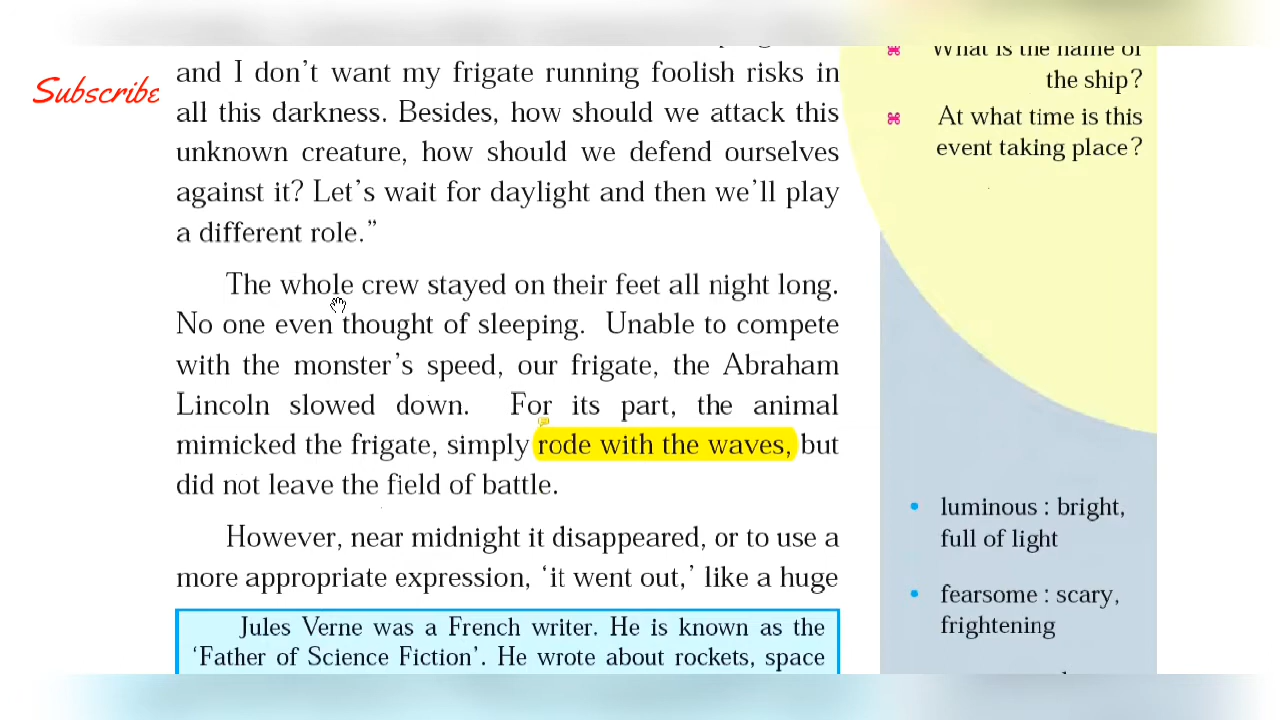 Subscribe
and I don't want my frigate running foolish risks in
all this darkness. Besides, how should we attack this
unknown creature, how should we defend ourselves
against it? Let's wait for daylight and then we'll play
a different role.”
The whole crew stayed on their feet all night long.
No one even thought of sleeping. Unable to compete
with the monster's speed, our frigate, the Abraham
Lincoln slowed down. For its part, the animal
mimicked the frigate, simply rode with the waves, but
did not leave the field of battle.
However, near midnight it disappeared, or to use a
more appropriate expression, ‘it went out,’ like a huge
Jules Verne was a French writer. He is known as the
‘Father of Science Fiction’. He wrote about rockets, space
What is the name of
the ship?
At what time is this
event taking place?
• luminous : bright,
full of light
• fearsome : scary,
frightening